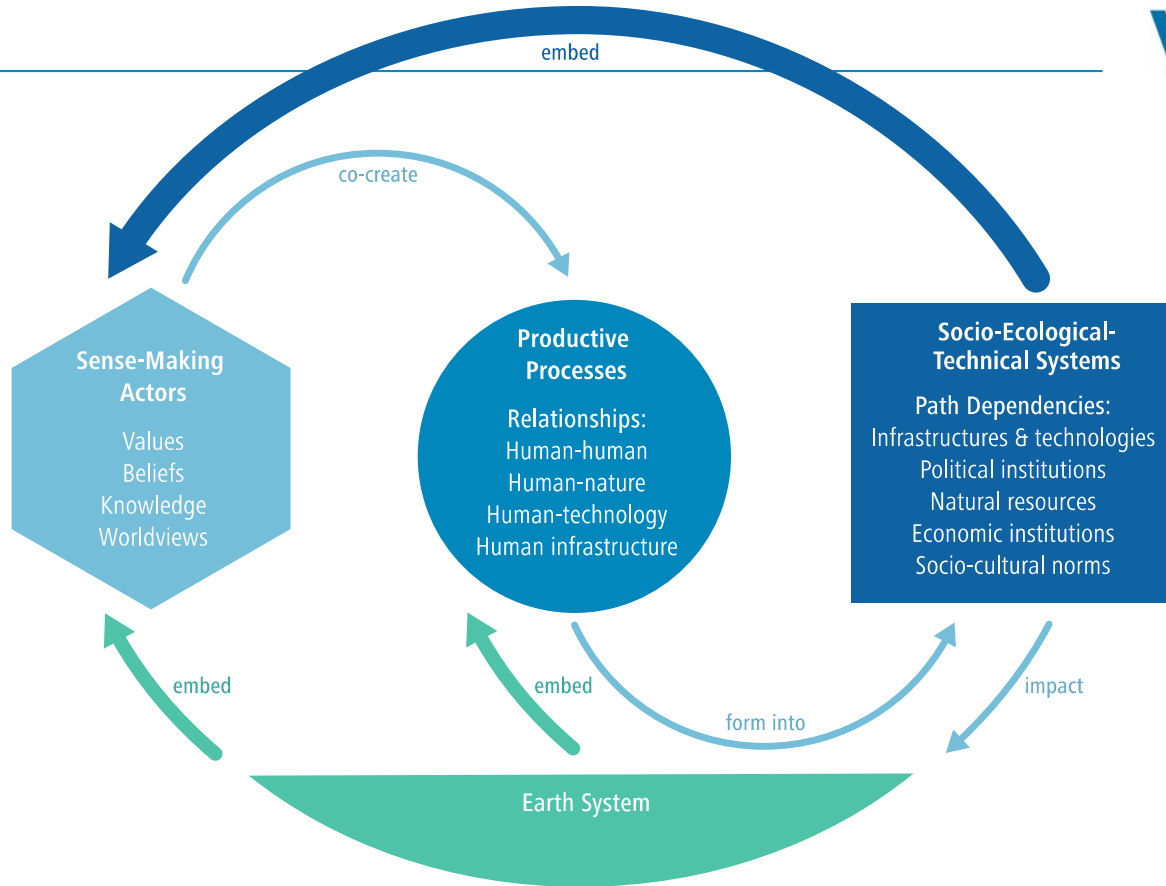 embed
co-create
Sense-Making
Actors
Values
Beliefs
Knowledge
Worldviews
Productive
Processes
Relationships:
Human-human
Human-nature
Human-technology
Human infrastructure
Socio-Ecological-
Technical Systems
Path Dependencies:
Infrastructures & technologies
Political institutions
Natural resources
Economic institutions
Socio-cultural norms
embed
embed
form into
impact
Earth System